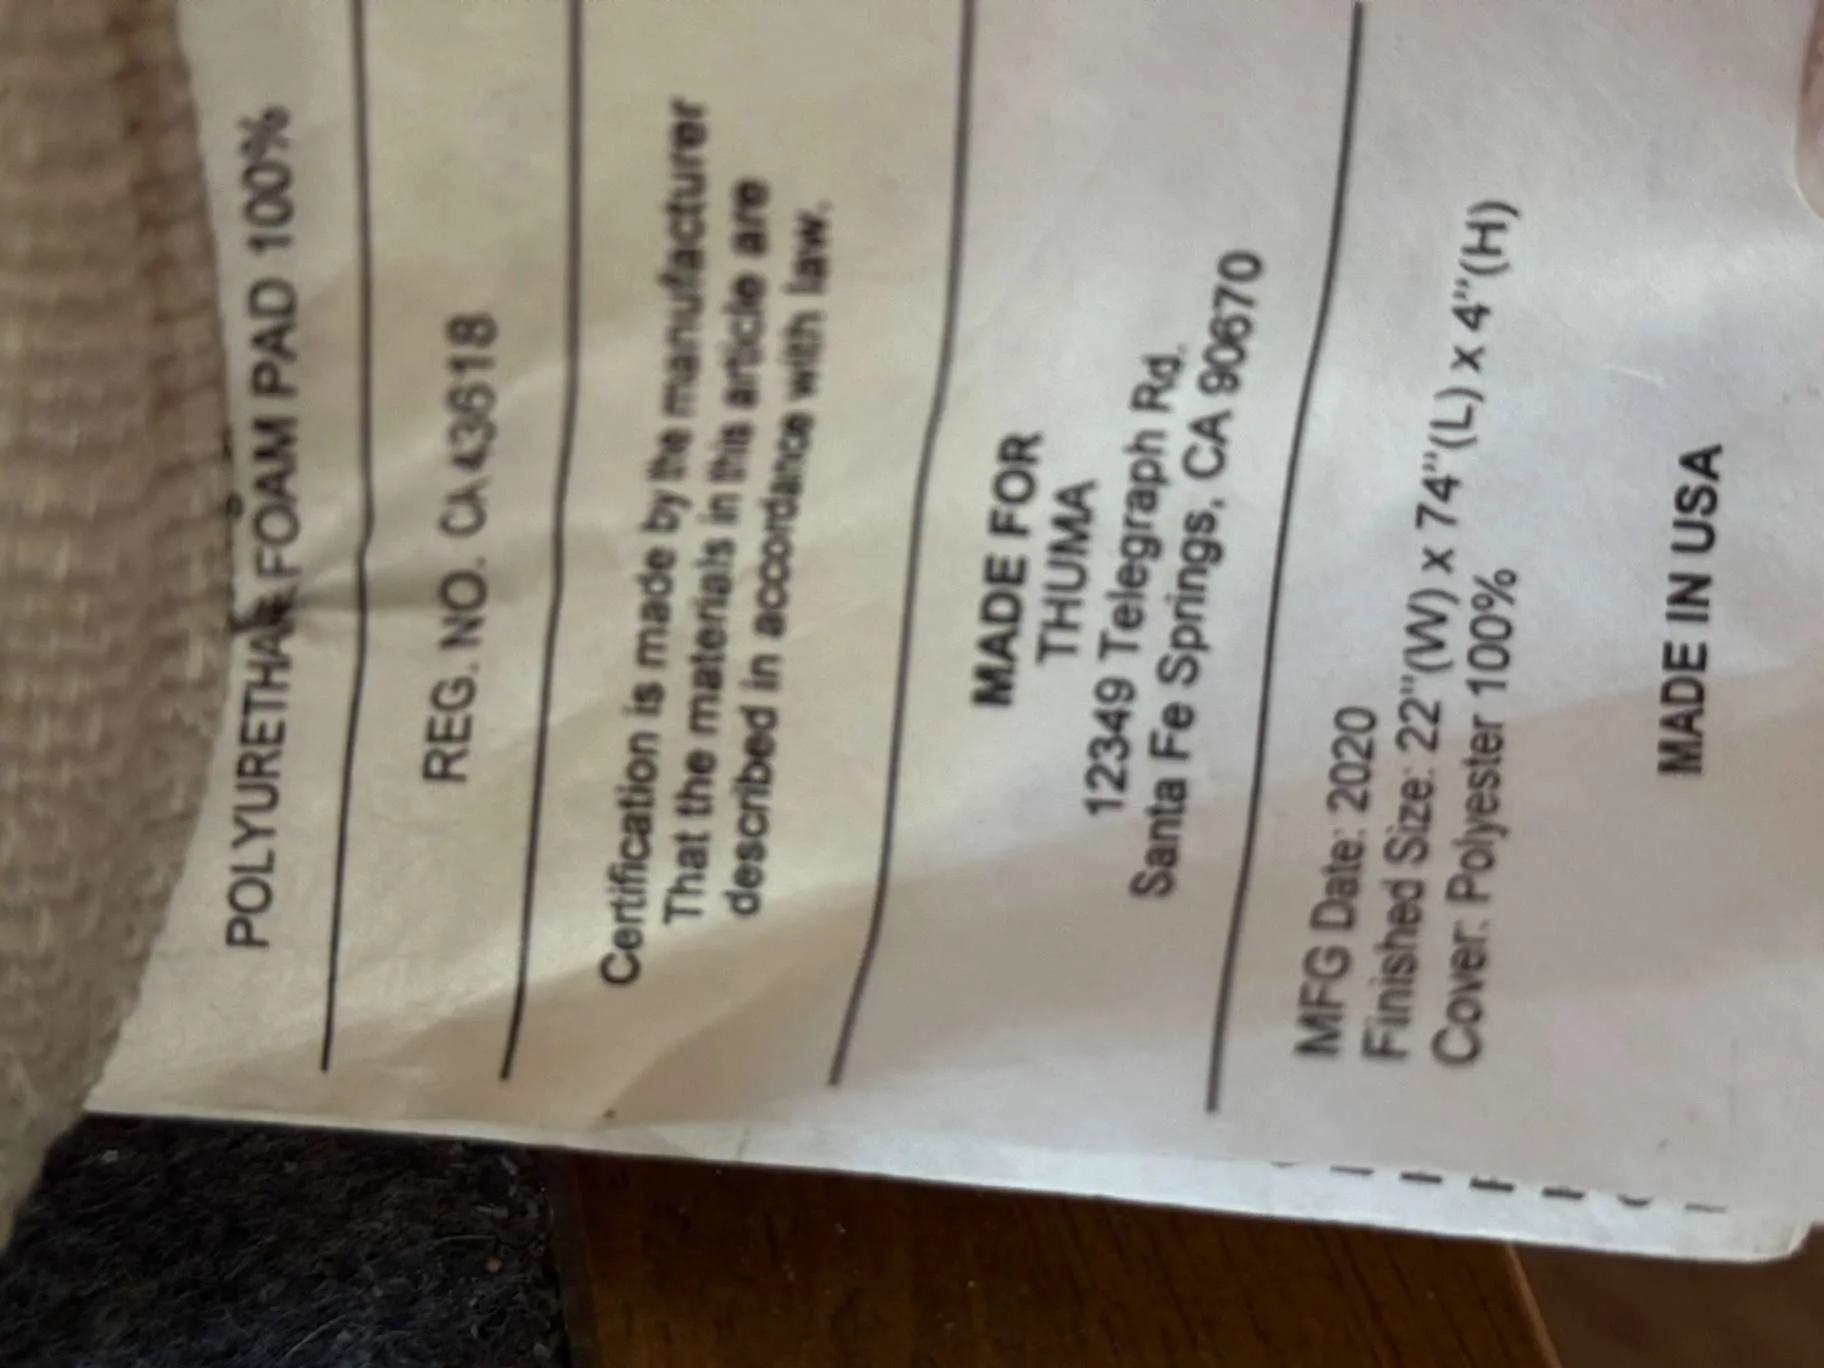 POLYURETHANE FOAM PAD 100%
REG. NO. CA 43618
Certification is made by the manufacturer
That the materials in this article are
described in accordance with law.
MADE FOR
THUMA
12349 Telegraph Rd.
Santa Fe Springs, CA 90670
MFG Date: 2020
Finished Size: 22"(W) x 74"(L) x 4"(H)
Cover: Polyester 100%
MADE IN USA